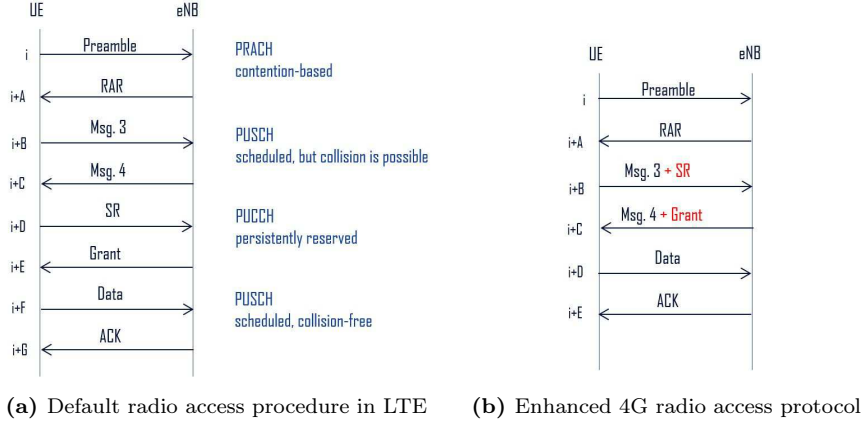 UE eNB
i Preamble PRACH
contention-based
i+A RAR
i+B Msg. 3 PUSCH
scheduled, but collision is possible
i+C Msg. 4
i+D SR PUCCH
persistently reserved
i+E Grant
i+F Data PUSCH
scheduled, collision-free
i+G ACK
(a) Default radio access procedure in LTE
UE eNB
i Preamble
i+A RAR
i+B Msg. 3 + SR
i+C Msg. 4 + Grant
i+D Data
i+E ACK
(b) Enhanced 4G radio access protocol